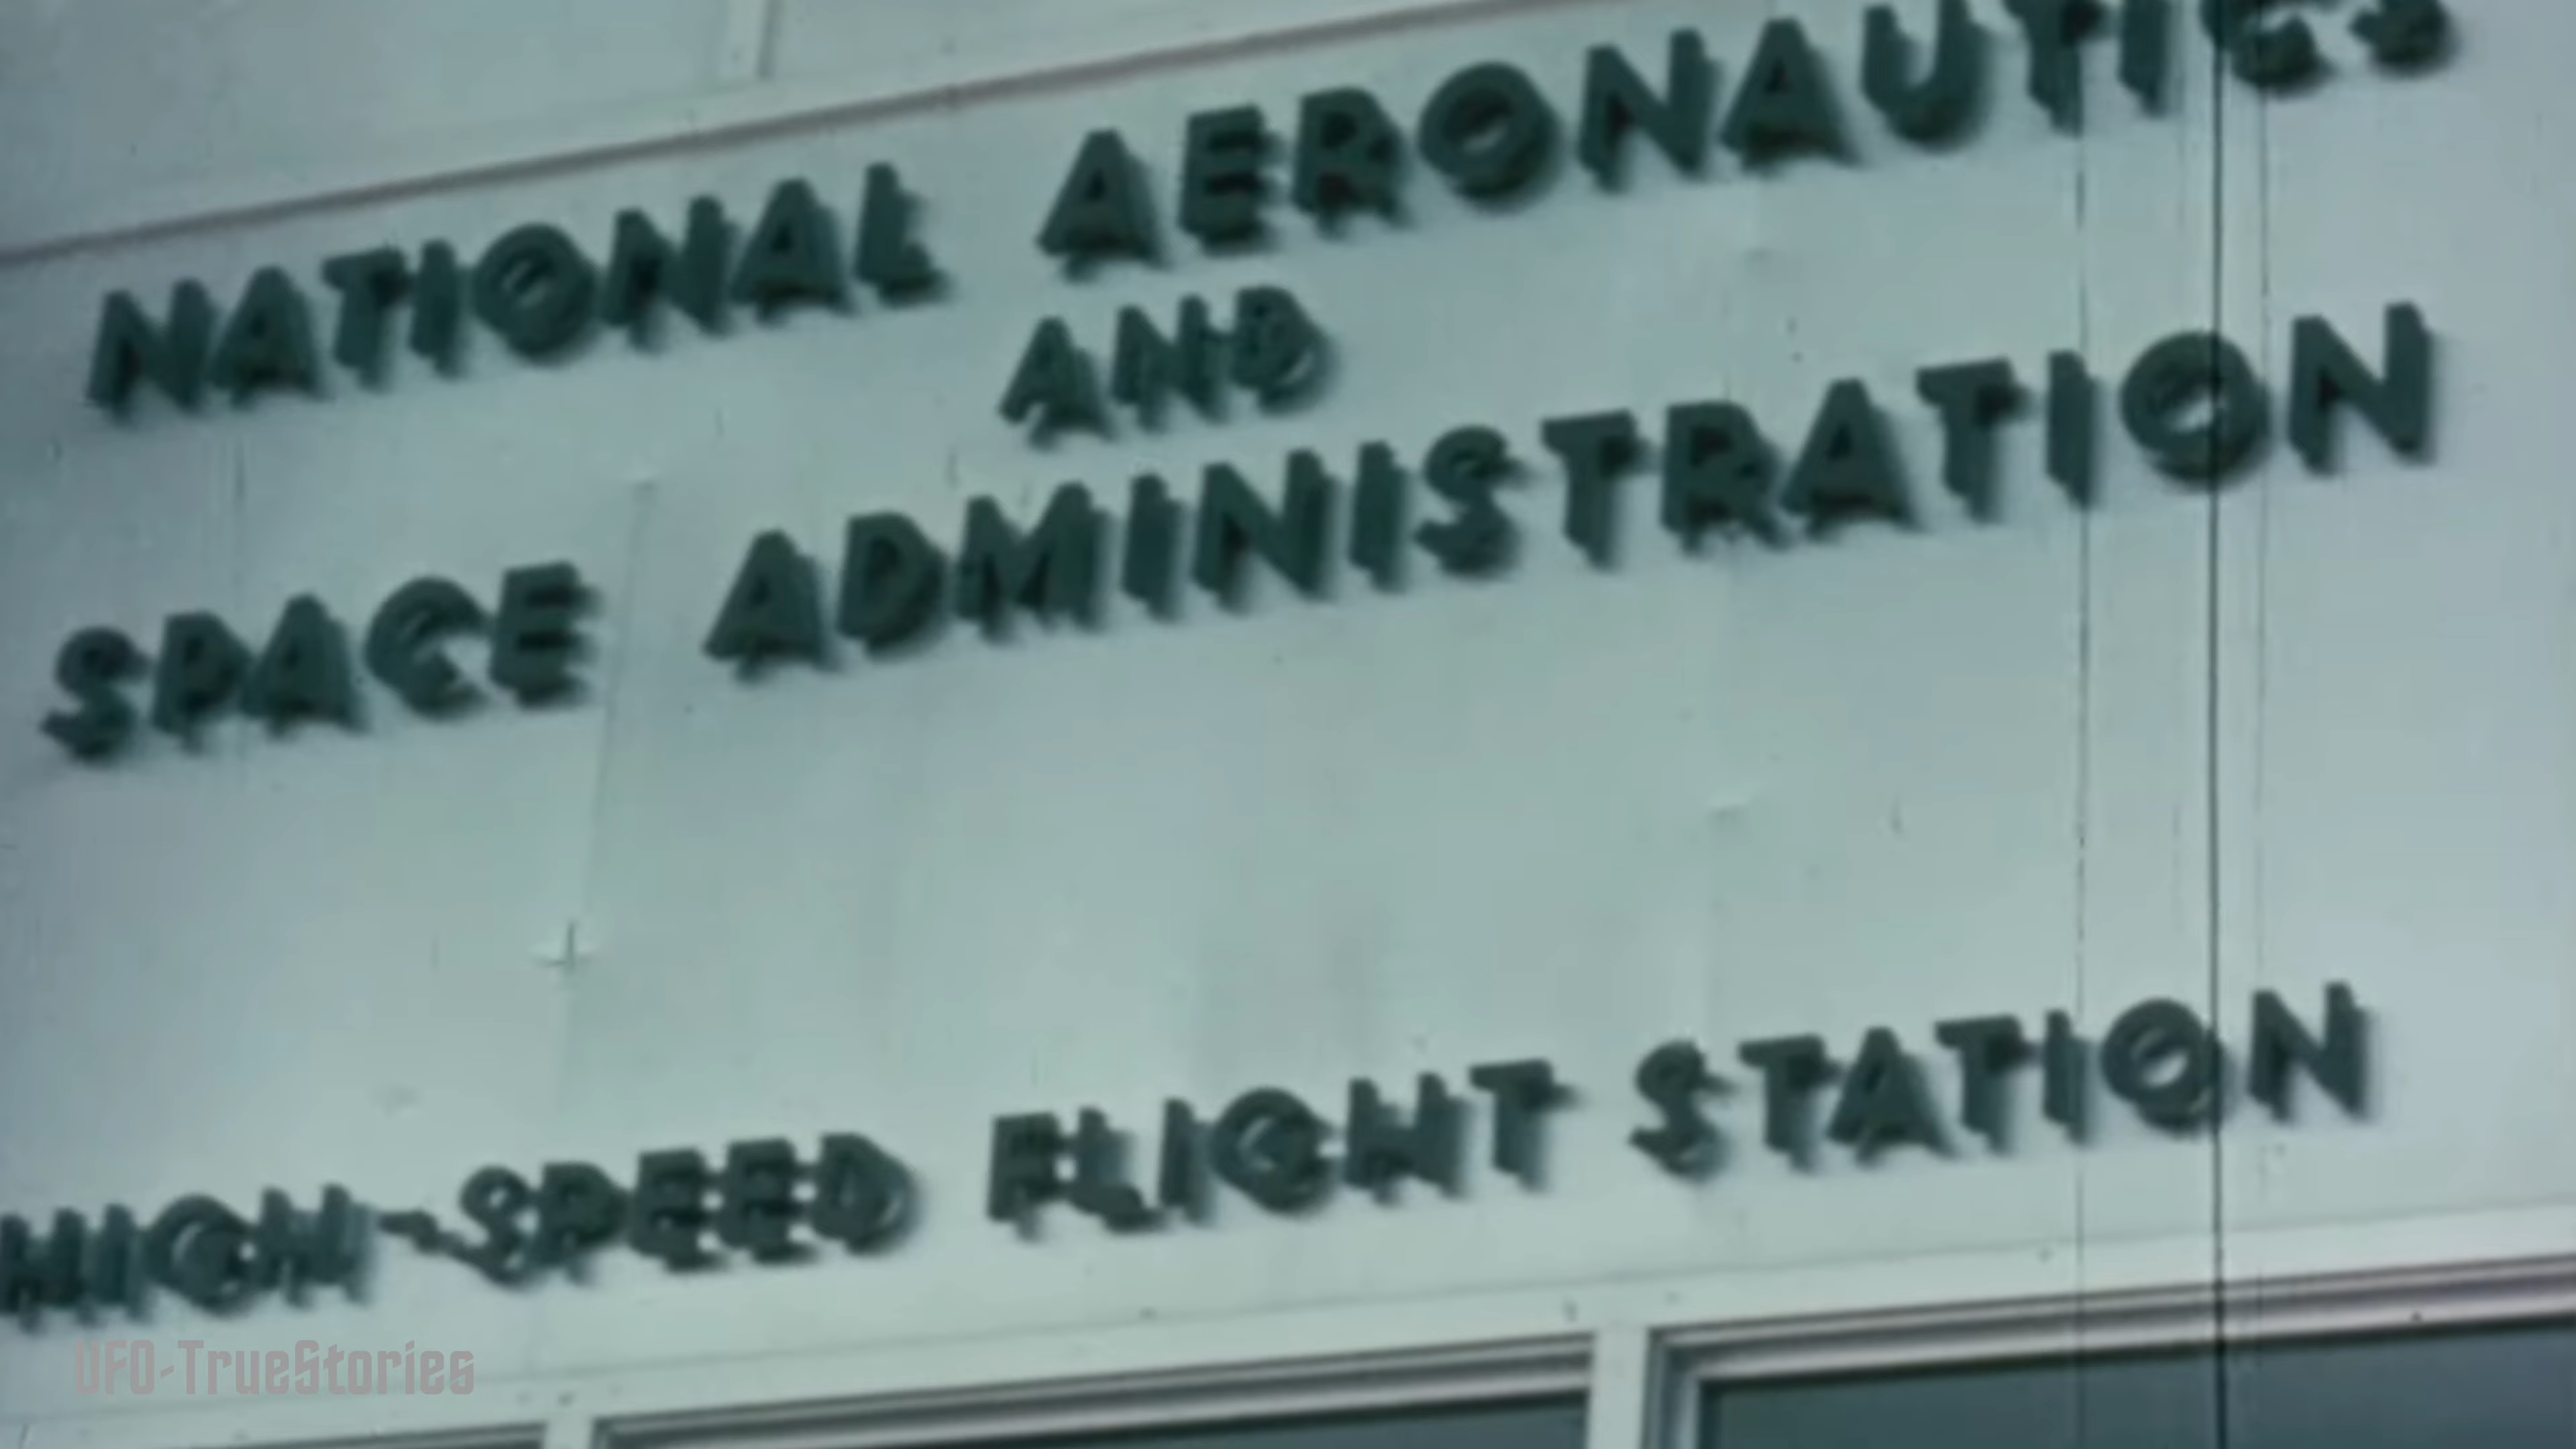 NATIONAL AERONAUTICS
AND
SPACE ADMINISTRATION
HIGH-SPEED FLIGHT STATION
UFO-TrueStories